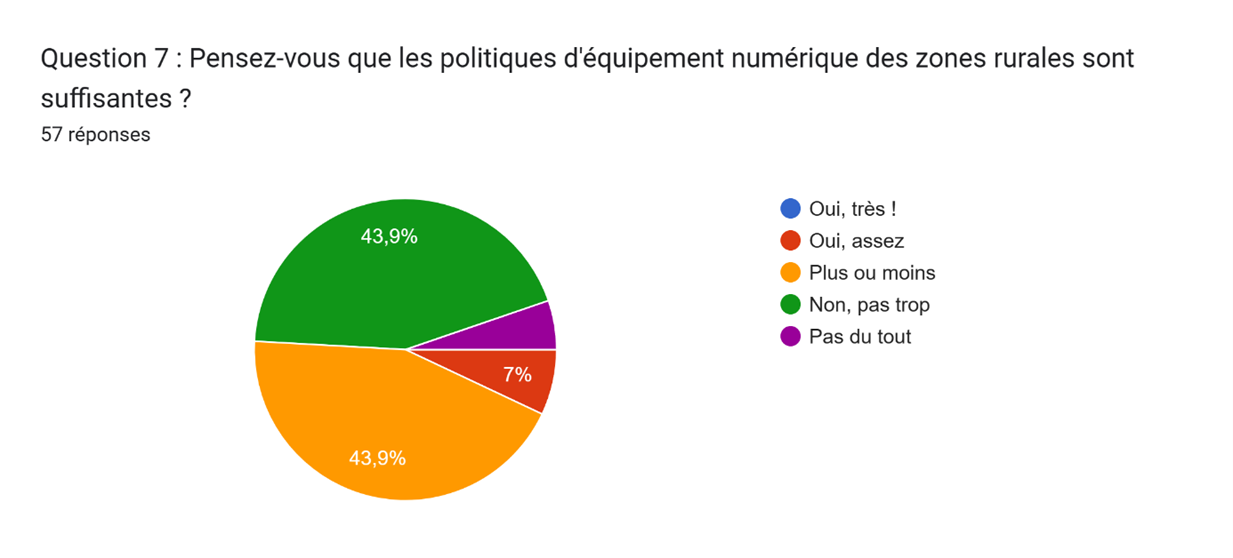 Question 7 : Pensez-vous que les politiques d'équipement numérique des zones rurales sont
suffisantes ?
57 réponses
43,9%
7%
43,9%
Oui, très !
Oui, assez
Plus ou moins
Non, pas trop
Pas du tout